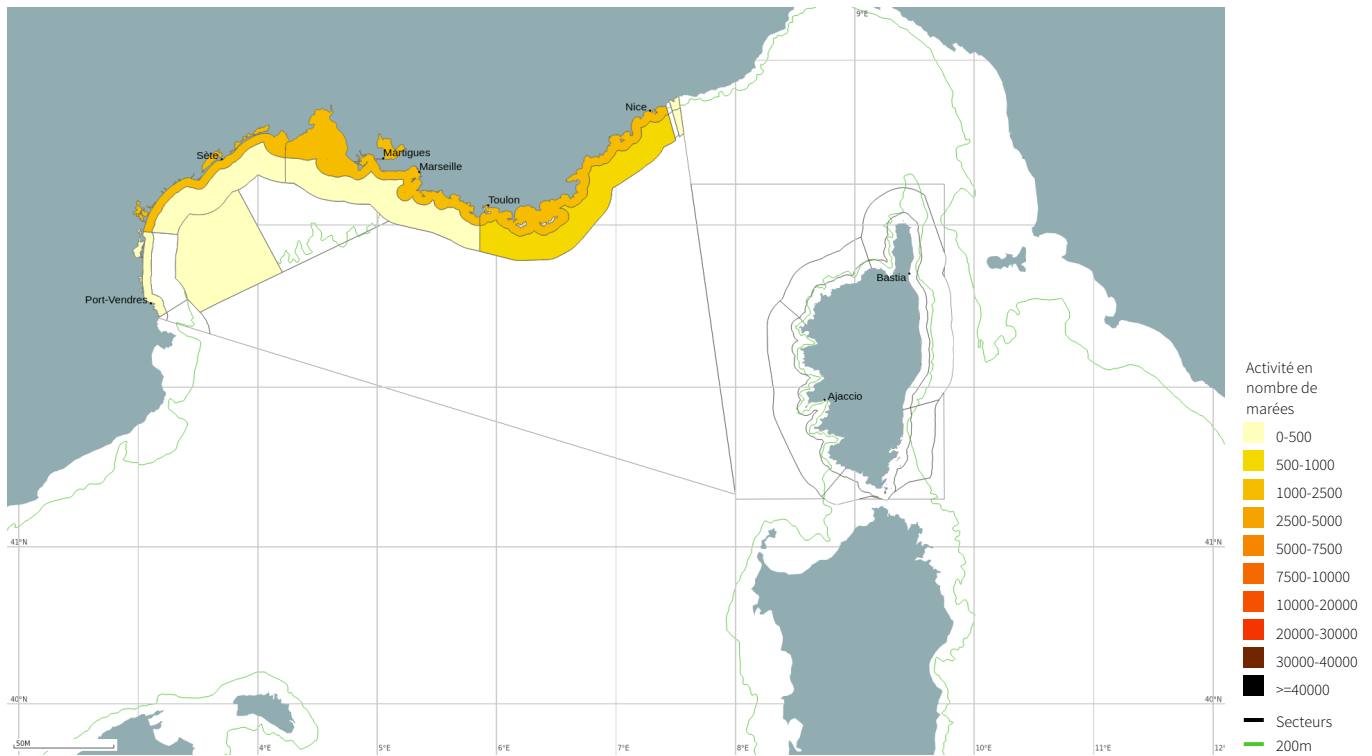 9°E
Nice
Sète
Martigues
Marseille
Toulon
Port-Vendres
Bastia
Ajaccio
41°N
41°N
40°N
40°N
50M
4°E
5°E
6°E
7°E
8°E
10°E
11°E
12°
Activité en
nombre de
marées
0-500
500-1000
1000-2500
2500-5000
5000-7500
7500-10000
10000-20000
20000-30000
30000-40000
>=40000
Secteurs
200m